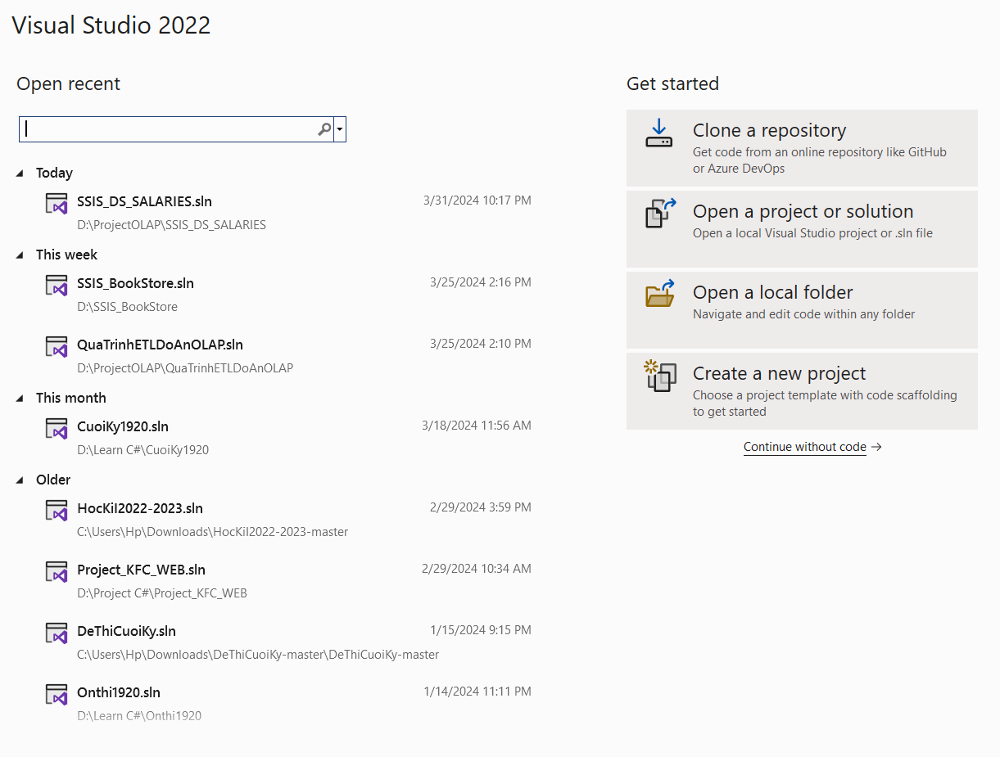 Visual Studio 2022
Open recent
Today
SSIS_DS_SALARIES.sln 3/31/2024 10:17 PM
D:\ProjectOLAP\SSIS_DS_SALARIES
This week
SSIS_BookStore.sln 3/25/2024 2:16 PM
D:\SSIS_BookStore
QuaTrinhETLDoAnOLAP.sln 3/25/2024 2:10 PM
D:\ProjectOLAP\QuaTrinhETLDoAnOLAP
This month
CuoiKy1920.sln 3/18/2024 11:56 AM
D:\Learn C#\CuoiKy1920
Older
HocKiI2022-2023.sln 2/29/2024 3:59 PM
C:\Users\Hp\Downloads\HocKiI2022-2023-master
Project_KFC_WEB.sln 2/29/2024 10:34 AM
D:\Project C#\Project_KFC_WEB
DeThiCuoiKy.sln 1/15/2024 9:15 PM
C:\Users\Hp\Downloads\DeThiCuoiKy-master\DeThiCuoiKy-master
Onthi1920.sln 1/14/2024 11:11 PM
D:\Learn C#\Onthi1920
Get started
Clone a repository
Get code from an online repository like GitHub
or Azure DevOps
Open a project or solution
Open a local Visual Studio project or .sln file
Open a local folder
Navigate and edit code within any folder
Create a new project
Choose a project template with code scaffolding
to get started
Continue without code →